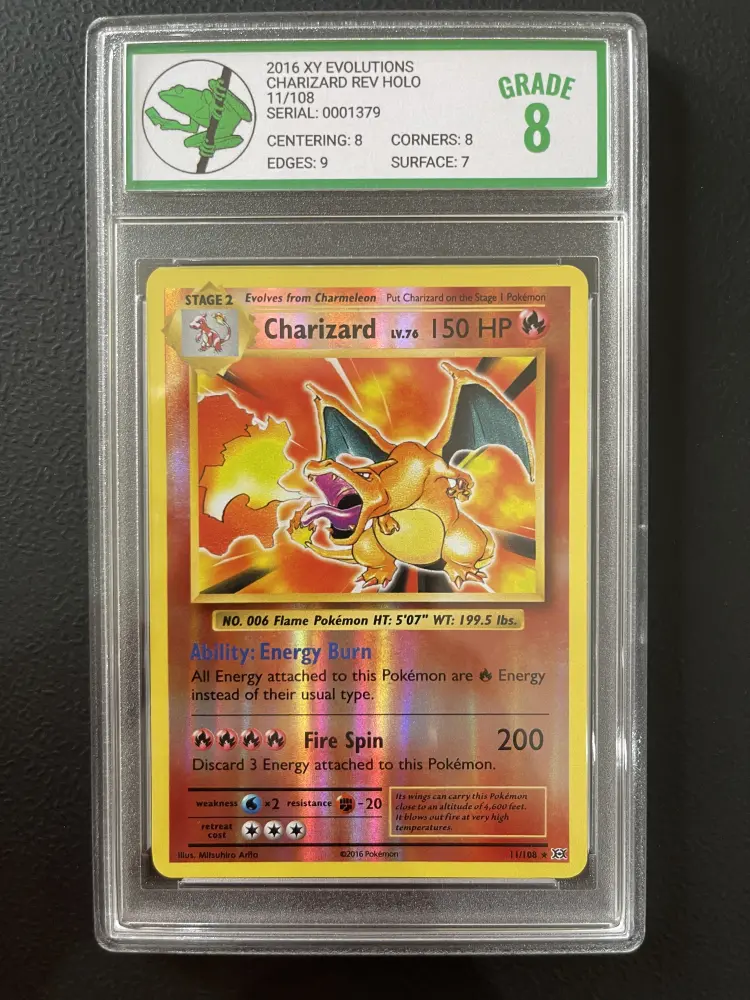 2016 XY EVOLUTIONS
CHARIZARD REV HOLO
11/108
SERIAL: 0001379
CENTERING: 8 CORNERS: 8
EDGES: 9 SURFACE: 7
GRADE
8
STAGE 2 Evolves from Charmeleon Put Charizard on the Stage 1 Pokémon
Charizard LV.76 150 HP
NO. 006 Flame Pokémon HT: 5'07" WT: 199.5 lbs.
Ability: Energy Burn
All Energy attached to this Pokémon are Energy
instead of their usual type.
Fire Spin 200
Discard 3 Energy attached to this Pokémon.
weakness ×2 resistance -20
retreat
cost
Its wings can carry this Pokémon
close to an altitude of 4,600 feet.
It blows out fire at very high
temperatures.
Illus. Mitsuhiro Arita ©2016 Pokémon 11/108 ★ XY